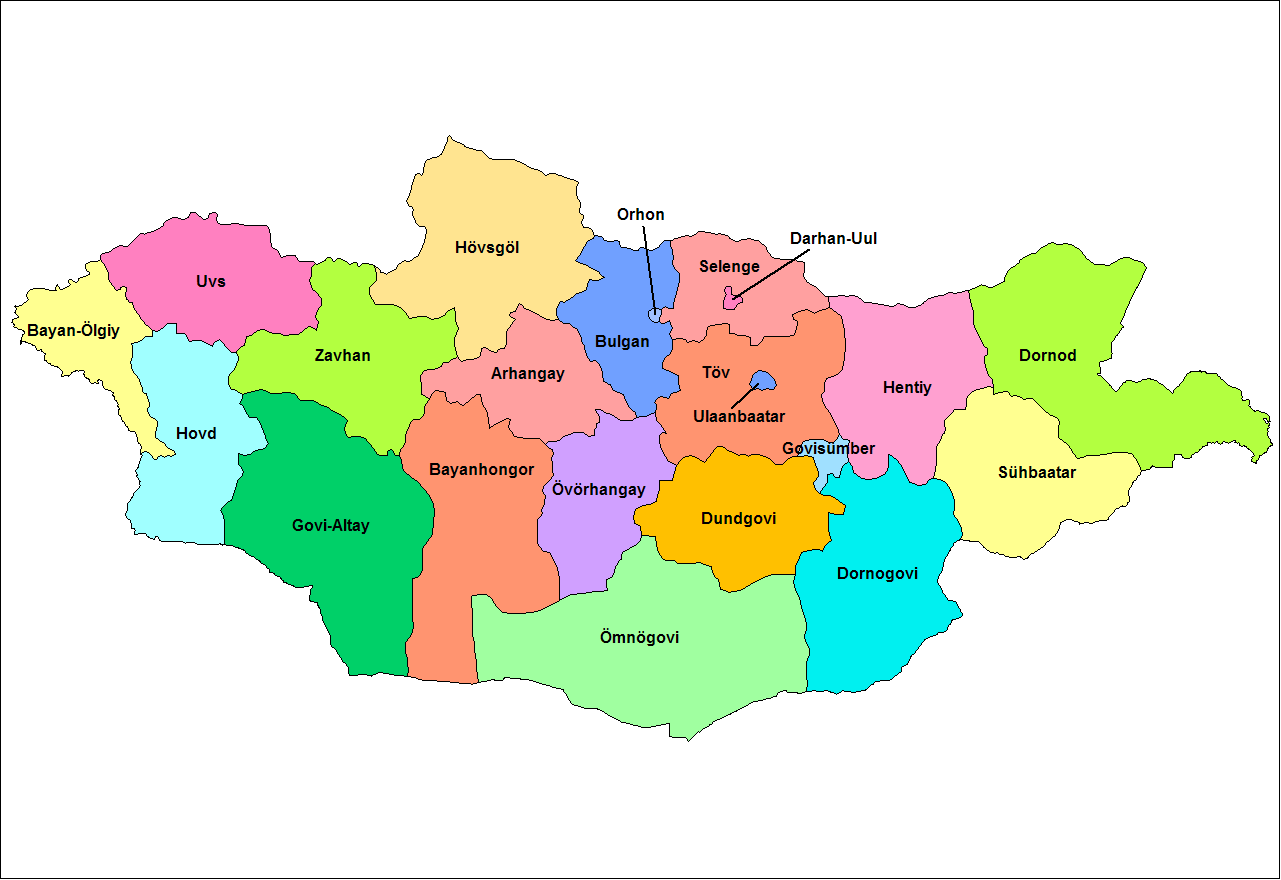 Orhon
Darhan-Uul
Hövsgöl
Selenge
Uvs
Bayan-Ölgiy
Bulgan
Zavhan
Dornod
Arhangay
Töv
Hentiy
Ulaanbaatar
Hovd
Govisümber
Bayanhongor
Sühbaatar
Övörhangay
Dundgovi
Govi-Altay
Dornogovi
Ömnögovi